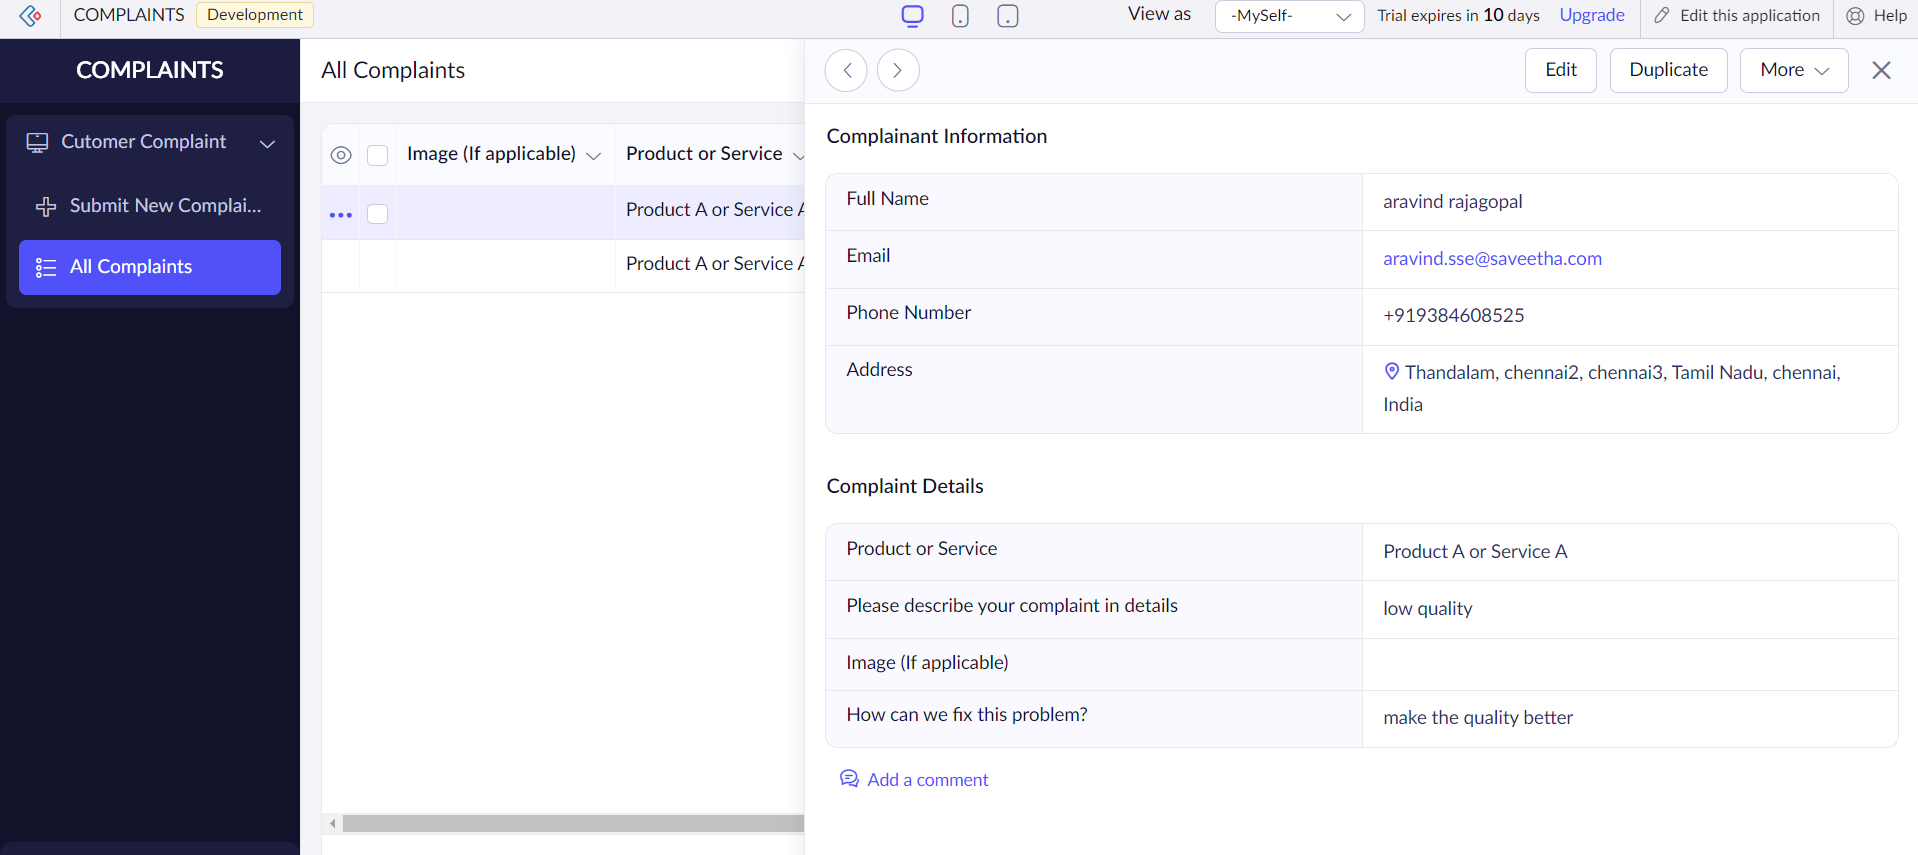 COMPLAINTS Development View as -MySelf- Trial expires in 10 days Upgrade Edit this application Help
COMPLAINTS
Cutomer Complaint
Submit New Complai...
All Complaints
All Complaints
Image (If applicable) Product or Service
Product A or Service A
Product A or Service A
Edit Duplicate More
Complainant Information
Full Name aravind rajagopal
Email aravind.sse@saveetha.com
Phone Number +919384608525
Address Thandalam, chennai2, chennai3, Tamil Nadu, chennai,
India
Complaint Details
Product or Service Product A or Service A
Please describe your complaint in details low quality
Image (If applicable)
How can we fix this problem? make the quality better
Add a comment